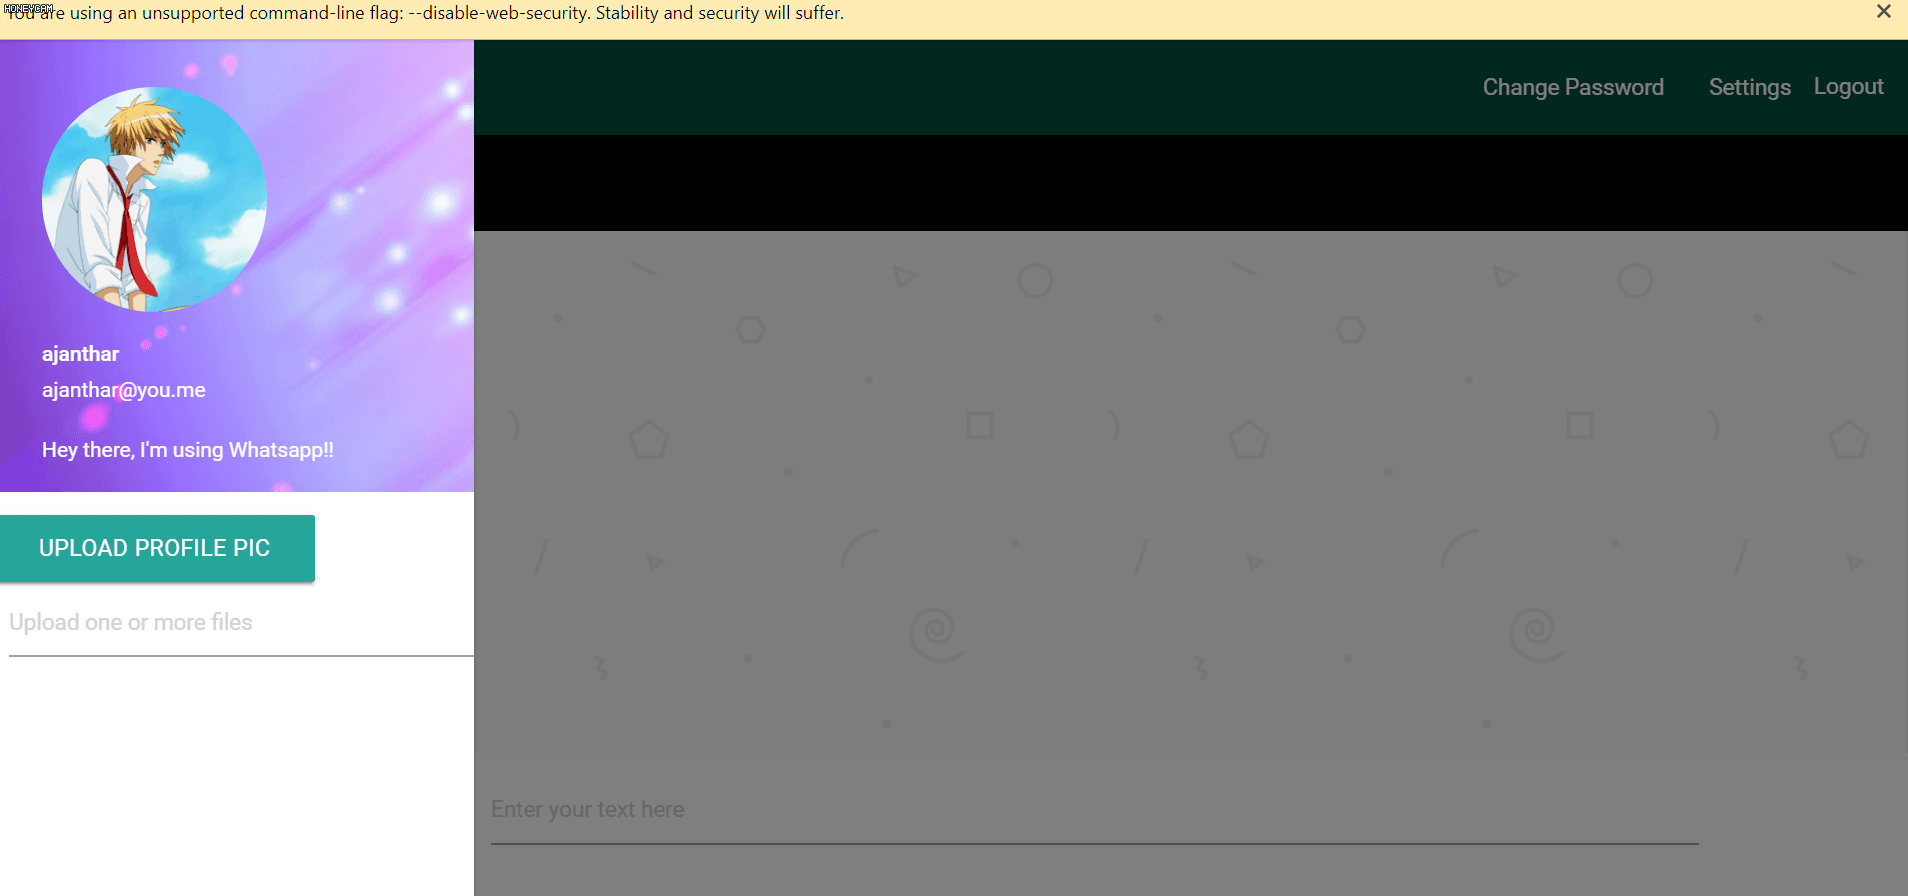 HONEYCAM
You are using an unsupported command-line flag: --disable-web-security. Stability and security will suffer.
Change Password Settings Logout
ajanthar
ajanthar@you.me
Hey there, I'm using Whatsapp!!
UPLOAD PROFILE PIC
Upload one or more files
Enter your text here